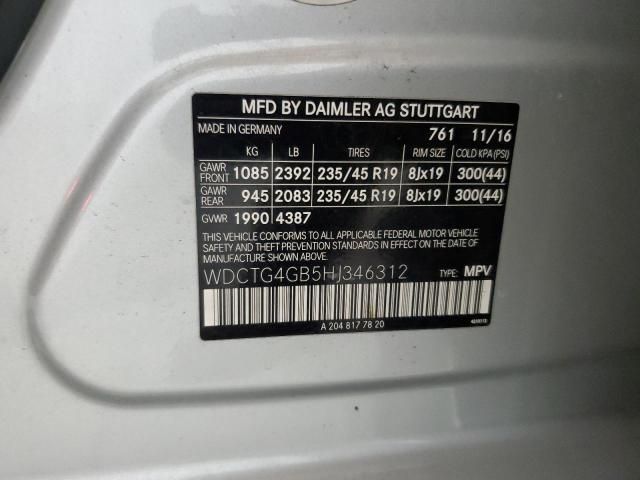 MFD BY DAIMLER AG STUTTGART
MADE IN GERMANY 761 11/16
KG LB TIRES RIM SIZE COLD KPA(PSI)
GAWR FRONT 1085 2392 235/45 R19 8Jx19 300(44)
GAWR REAR 945 2083 235/45 R19 8Jx19 300(44)
GVWR 1990 4387
THIS VEHICLE CONFORMS TO ALL APPLICABLE FEDERAL MOTOR VEHICLE
SAFETY, BUMPER, AND THEFT PREVENTION STANDARDS IN EFFECT ON THE DATE OF
MANUFACTURE SHOWN ABOVE.
WDCTG4GB5HJ346312 TYPE: MPV
A 204 817 78 20